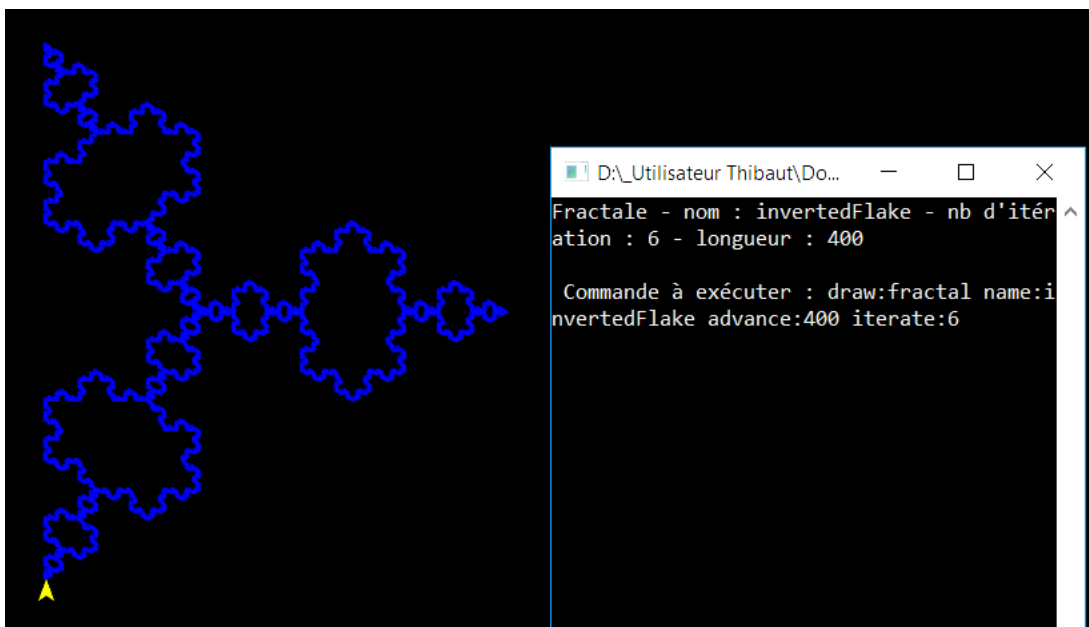 D:\_Utilisateur Thibaut\Do...
Fractale - nom : invertedFlake - nb d'itér
ation : 6 - longueur : 400
Commande à exécuter : draw:fractal name:i
nvertedFlake advance:400 iterate:6